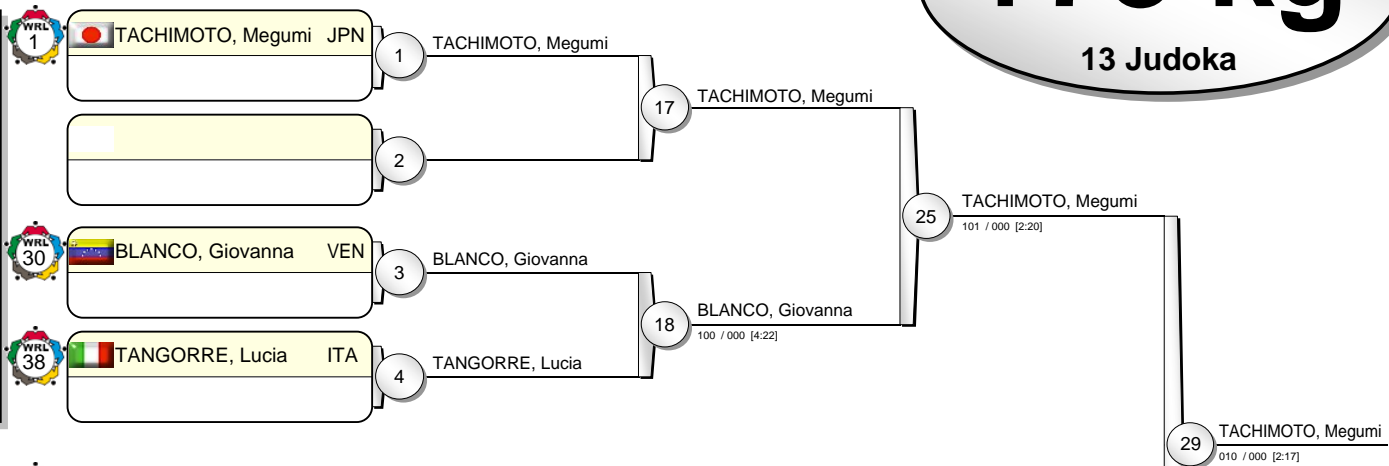 kg
13 Judoka
WRL
1
TACHIMOTO, Megumi JPN
1
TACHIMOTO, Megumi
17
TACHIMOTO, Megumi
2
25
TACHIMOTO, Megumi
101 / 000 [2:20]
WRL
30
BLANCO, Giovanna VEN
3
BLANCO, Giovanna
18
BLANCO, Giovanna
100 / 000 [4:22]
WRL
38
TANGORRE, Lucia ITA
4
TANGORRE, Lucia
29
TACHIMOTO, Megumi
010 / 000 [2:17]